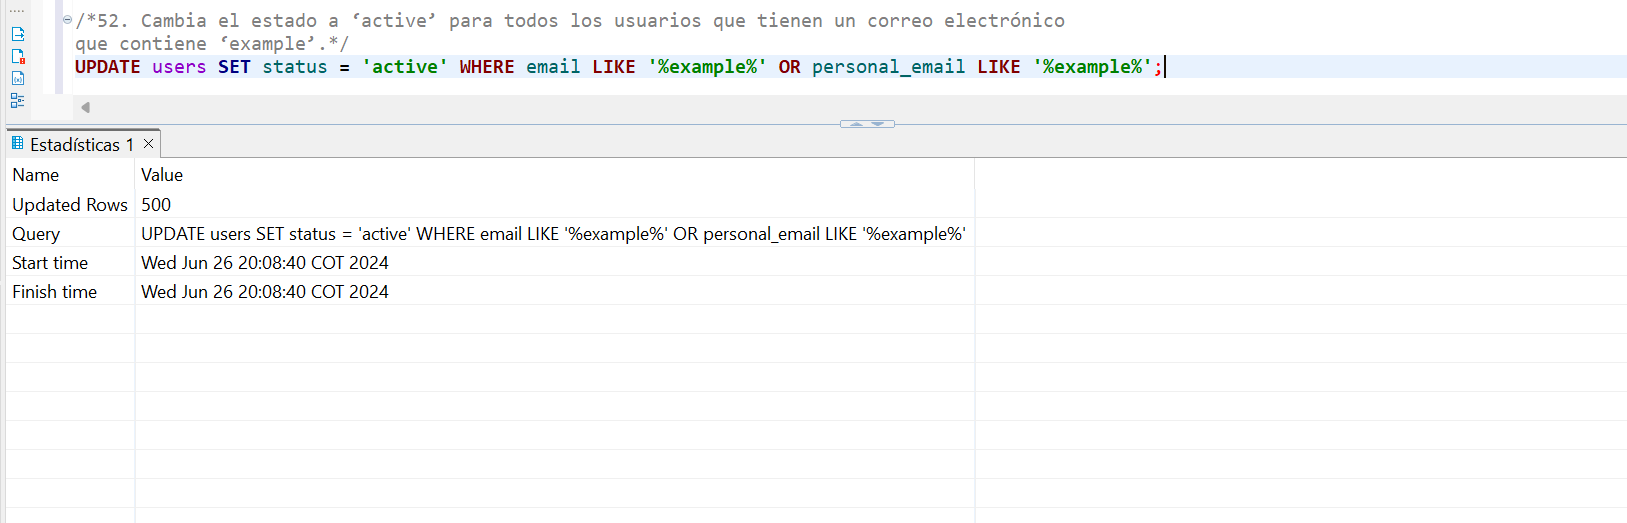 /*52. Cambia el estado a ‘active’ para todos los usuarios que tienen un correo electrónico
que contiene ‘example’.*/
UPDATE users SET status = 'active' WHERE email LIKE '%example%' OR personal_email LIKE '%example%';
Estadísticas 1
Name Value
Updated Rows 500
Query UPDATE users SET status = 'active' WHERE email LIKE '%example%' OR personal_email LIKE '%example%'
Start time Wed Jun 26 20:08:40 COT 2024
Finish time Wed Jun 26 20:08:40 COT 2024